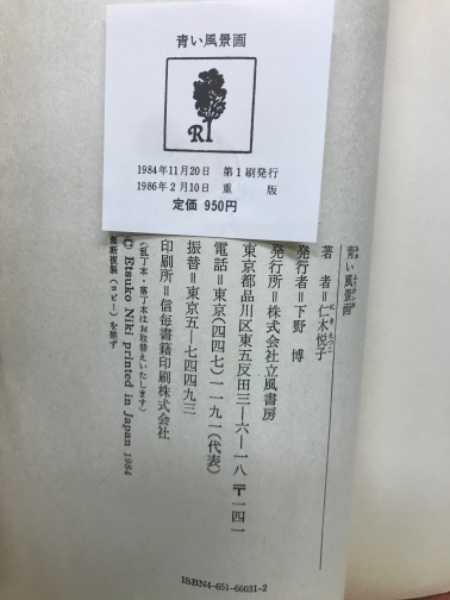 青い風景画
R
1984年11月20日 第1刷発行
1986年2月10日 重版
定価 950円
青い風景画
著者=仁木悦子
発行者=下野 博
発行所=株式会社立風書房
東京都品川区東五反田三—六—一八 〒一四一
電話=東京(四四七)一一九一(代表)
振替=東京五—七四四九三
印刷所=信毎書籍印刷株式会社
(乱丁本・落丁本はお取替えいたします)
© Etsuko Niki printed in Japan 1984
無断複製(コピー)を禁ず
ISBN4-651-66031-2